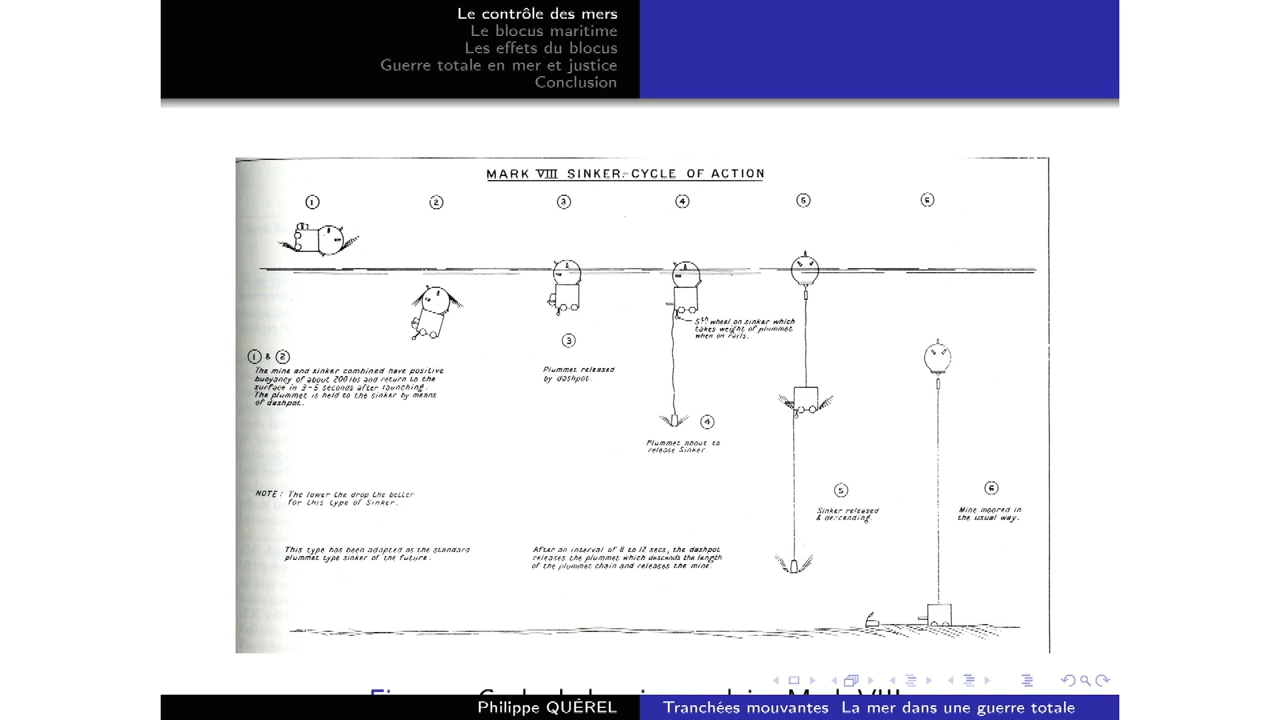 Le contrôle des mers
Le blocus maritime
Les effets du blocus
Guerre totale en mer et justice
Conclusion
MARK VIII SINKER.-CYCLE OF ACTION
1 2 3 4 5 6
5th wheel on sinker which
takes weight of plummet
when on rails.
1 & 2
The mine and sinker combined have positive
buoyancy of about 200 lbs and return to the
surface in 3-5 seconds after launching.
The plummet is held to the sinker by means
of dashpot.
3
Plummet released
by dashpot.
4
Plummet about to
release Sinker.
NOTE: The lower the drop the better
for this type of Sinker.
5
Sinker released
& descending.
6
Mine moored in
the usual way.
This type has been adapted as the standard
plummet type sinker of the future.
After an interval of 8 to 12 secs, the dashpot
releases the plummet which descends the length
of the plummet chain and releases the mine.
Philippe QUÉREL
Tranchées mouvantes La mer dans une guerre totale